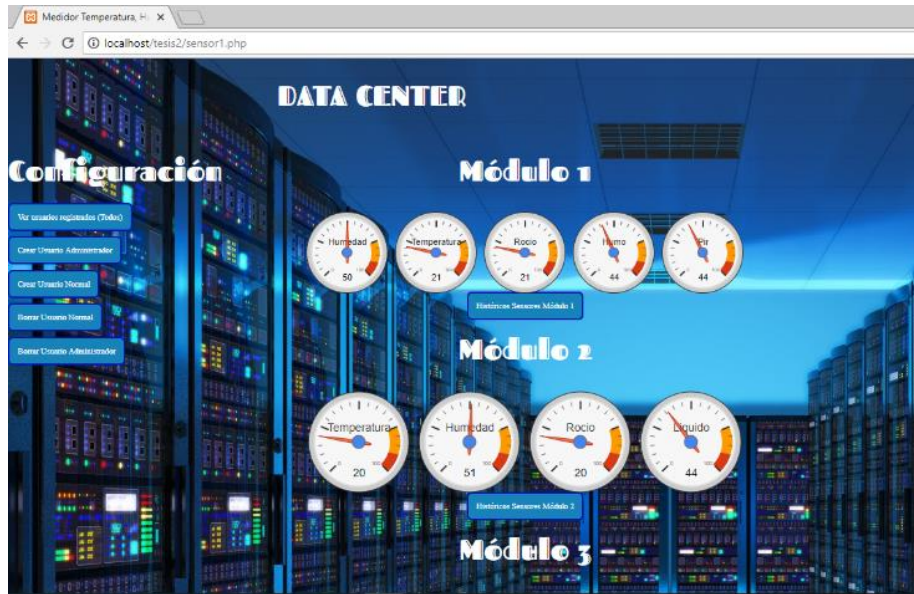 Medidor Temperatura, H
localhost/tesis2/sensor1.php
DATA CENTER
Configuración
Ver usuarios registrados (Todos)
Crear Usuario Administrador
Crear Usuario Normal
Borrar Usuario Normal
Borrar Usuario Administrador
Módulo 1
Humedad
50
Temperatura
21
Rocio
21
Humo
44
Pir
44
Históricos Sensores Módulo 1
Módulo 2
Temperatura
20
Humedad
51
Rocio
20
Liquido
44
Históricos Sensores Módulo 2
Módulo 3